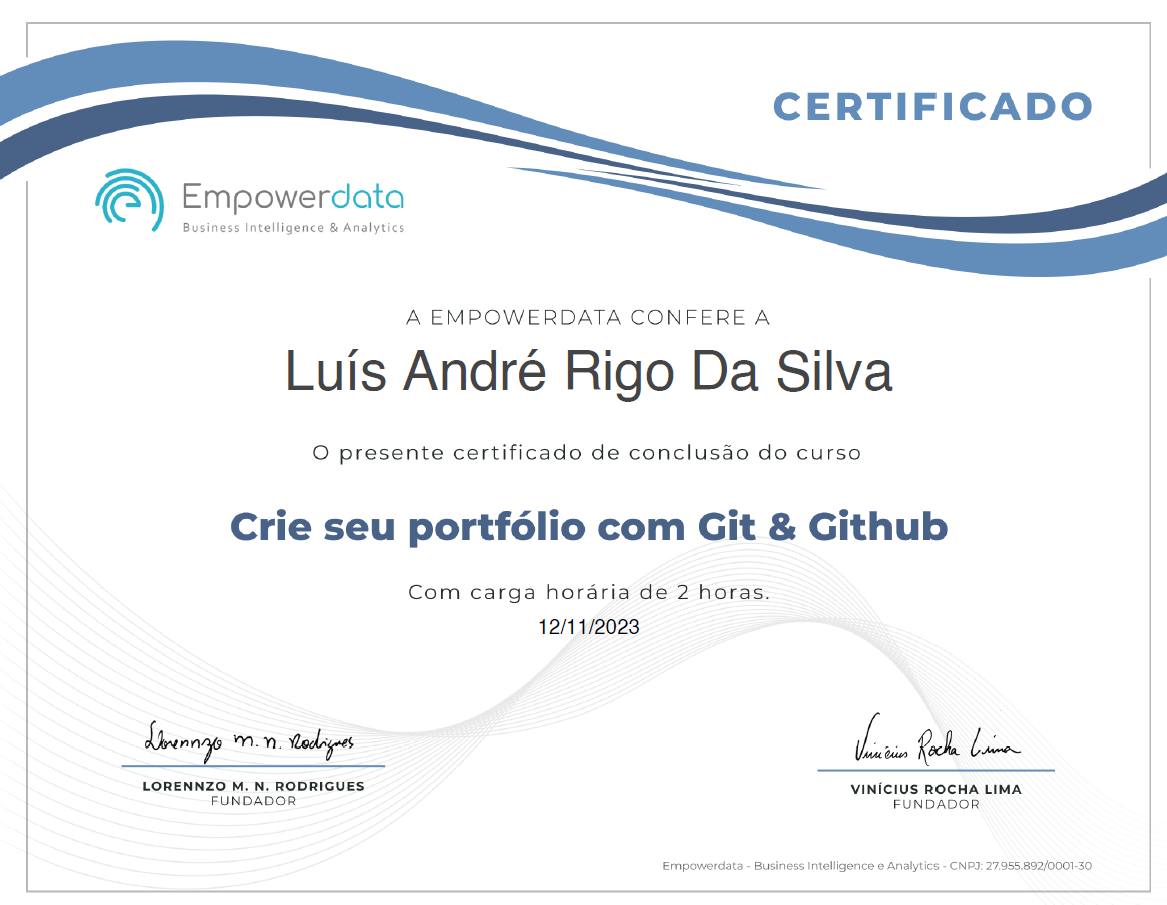 CERTIFICADO
Empowerdata
Business Intelligence & Analytics
A EMPOWERDATA CONFERE A
Luís André Rigo Da Silva
O presente certificado de conclusão do curso
Crie seu portfólio com Git & Github
Com carga horária de 2 horas.
12/11/2023
Lorennzo M. N. Rodrigues
LORENNZO M. N. RODRIGUES
FUNDADOR
Vinícius Rocha Lima
VINÍCIUS ROCHA LIMA
FUNDADOR
Empowerdata - Business Intelligence e Analytics - CNPJ: 27.955.892/0001-30